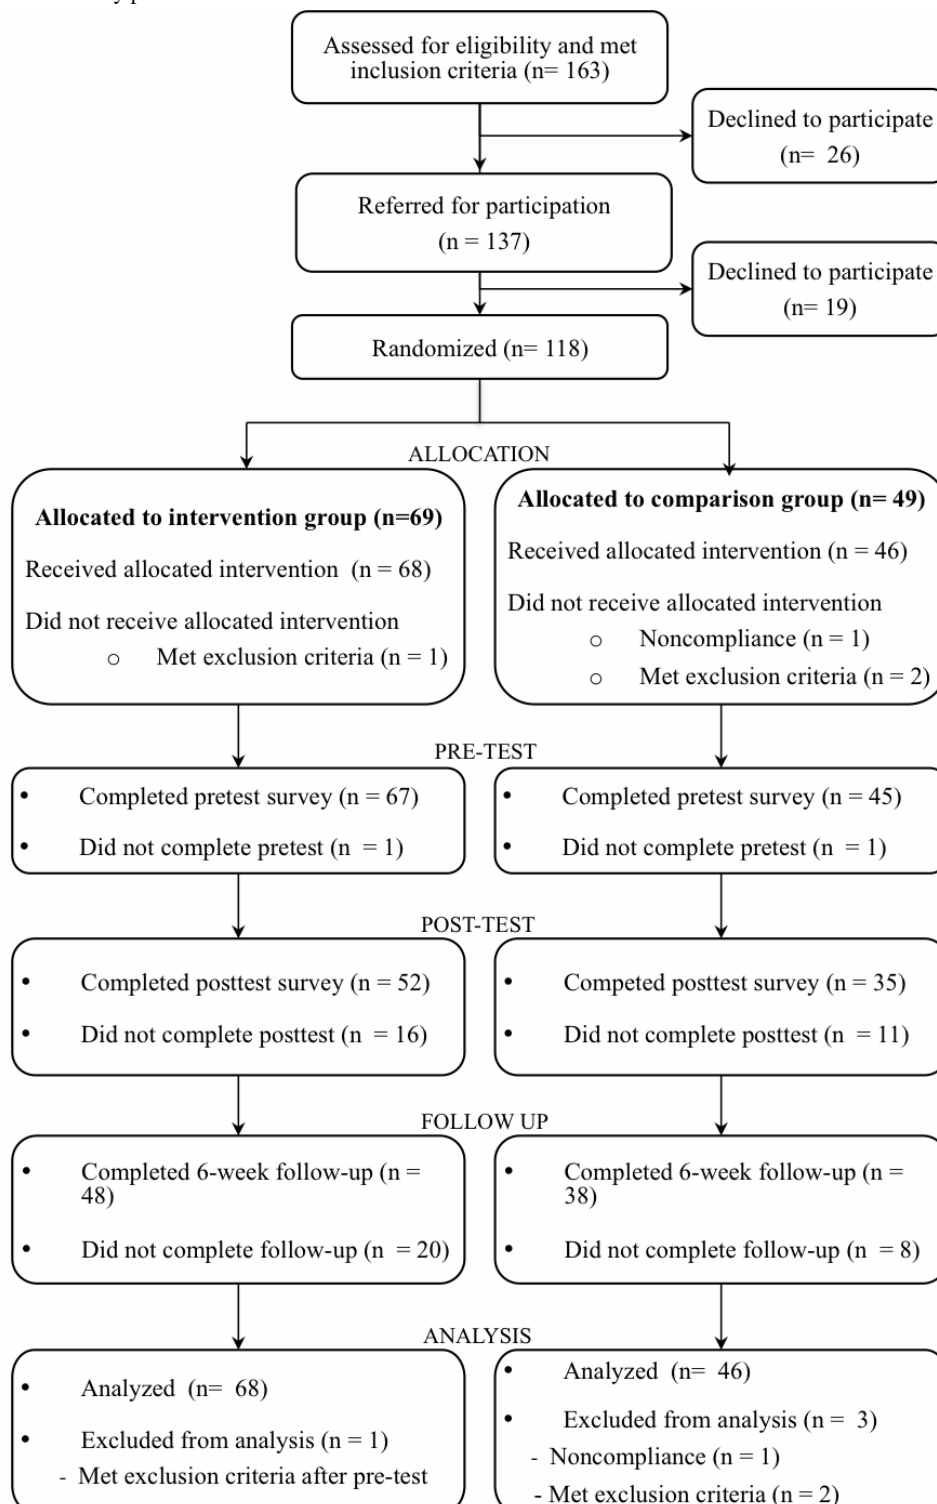 Assessed for eligibility and met
inclusion criteria (n= 163)
Declined to participate
(n= 26)
Referred for participation
(n = 137)
Declined to participate
(n= 19)
Randomized (n= 118)
ALLOCATION
Allocated to intervention group (n=69)
Received allocated intervention (n = 68)
Did not receive allocated intervention
o Met exclusion criteria (n = 1)
Allocated to comparison group (n= 49)
Received allocated intervention (n = 46)
Did not receive allocated intervention
o Noncompliance (n = 1)
o Met exclusion criteria (n = 2)
PRE-TEST
• Completed pretest survey (n = 67)
• Did not complete pretest (n = 1)
• Completed pretest survey (n = 45)
• Did not complete pretest (n = 1)
POST-TEST
• Completed posttest survey (n = 52)
• Did not complete posttest (n = 16)
• Competed posttest survey (n = 35)
• Did not complete posttest (n = 11)
FOLLOW UP
• Completed 6-week follow-up (n =
48)
• Did not complete follow-up (n = 20)
• Completed 6-week follow-up (n =
38)
• Did not complete follow-up (n = 8)
ANALYSIS
• Analyzed (n= 68)
• Excluded from analysis (n = 1)
- Met exclusion criteria after pre-test
• Analyzed (n= 46)
• Excluded from analysis (n = 3)
- Noncompliance (n = 1)
- Met exclusion criteria (n = 2)